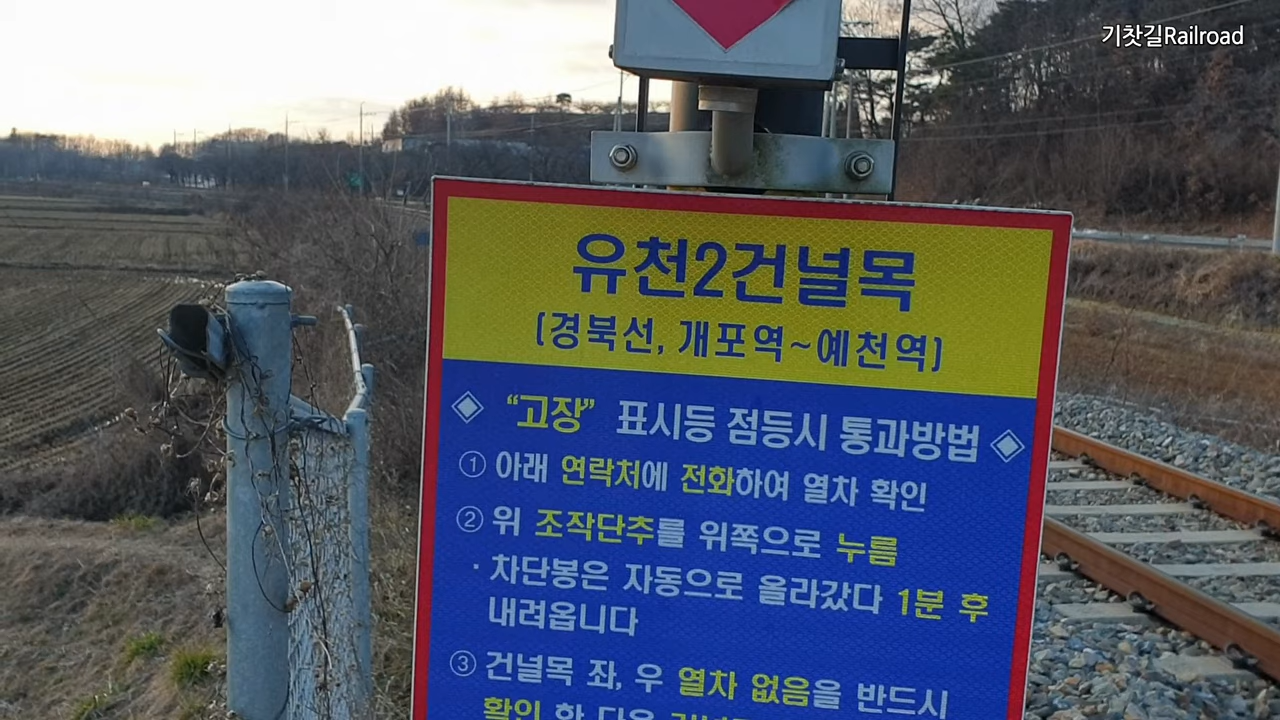 기찻길Railroad
유천2건널목
(경북선, 개포역~예천역)
◈ “고장” 표시등 점등시 통과방법 ◈
① 아래 연락처에 전화하여 열차 확인
② 위 조작단추를 위쪽으로 누름
· 차단봉은 자동으로 올라갔다 1분 후
내려옵니다
③ 건널목 좌, 우 열차 없음을 반드시
확인 한 다음